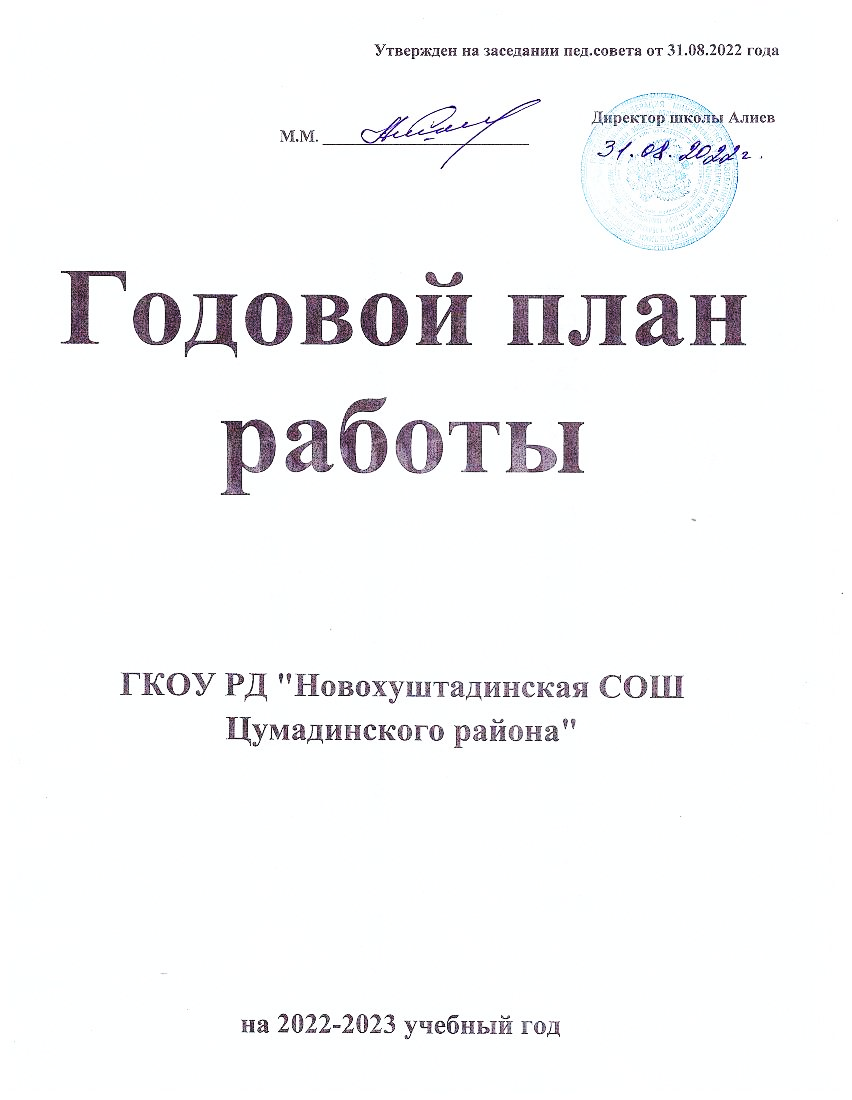 Утвержден на заседании пед.совета от 31.08.2022 года
Директор школы Алиев
М.М. ______________________
31.08.2022г.
Годовой план
работы
ГКОУ РД "Новохуштадинская СОШ
Цумадинского района"
на 2022-2023 учебный год